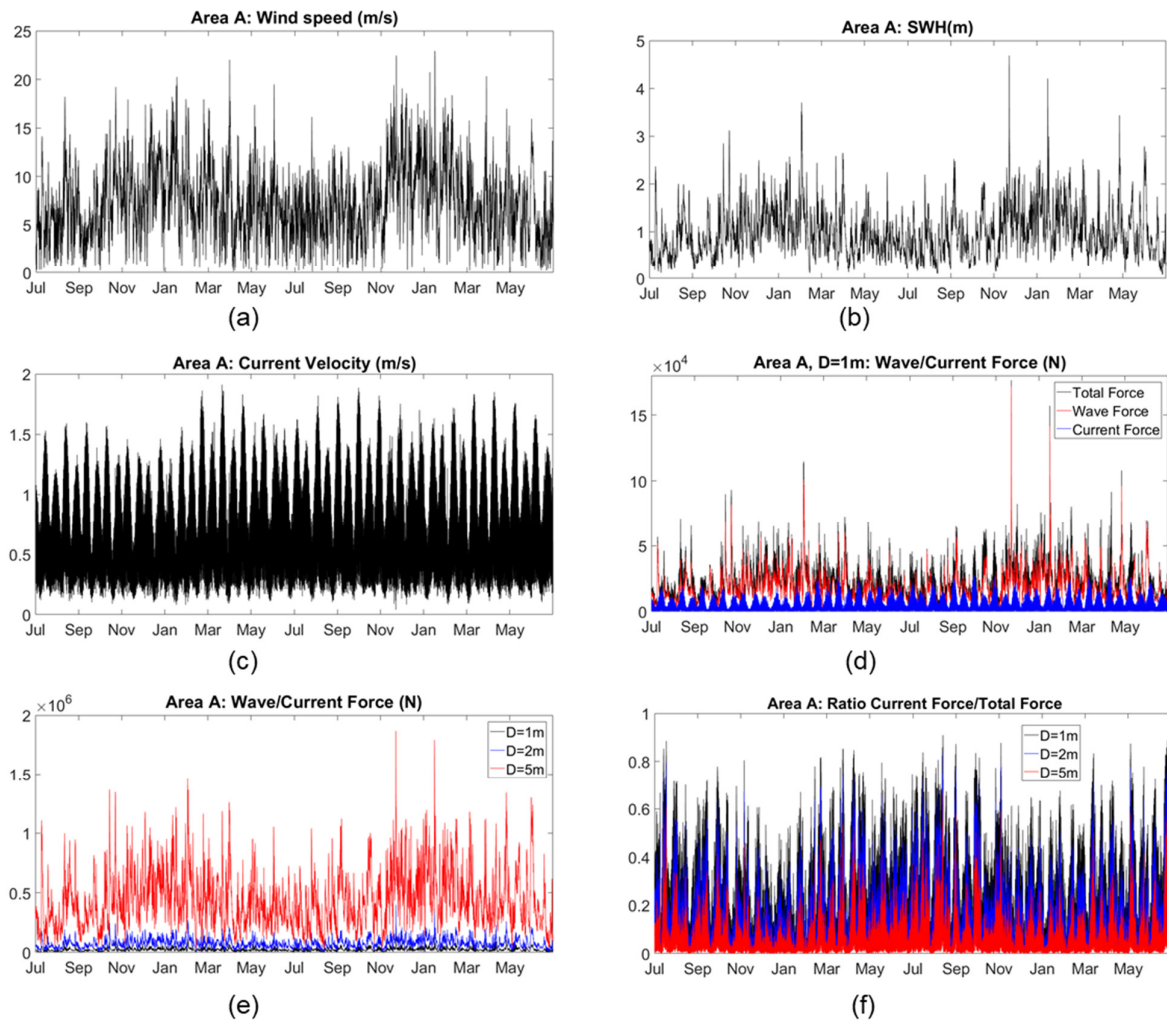 Area A: Wind speed (m/s)
25
20
15
10
5
0
Jul Sep Nov Jan Mar May Jul Sep Nov Jan Mar May
(a)
Area A: SWH(m)
5
4
3
2
1
0
Jul Sep Nov Jan Mar May Jul Sep Nov Jan Mar May
(b)
Area A: Current Velocity (m/s)
2
1.5
1
0.5
0
Jul Sep Nov Jan Mar May Jul Sep Nov Jan Mar May
(c)
Area A, D=1m: Wave/Current Force (N)
×10⁴
Total Force
Wave Force
Current Force
15
10
5
0
Jul Sep Nov Jan Mar May Jul Sep Nov Jan Mar May
(d)
Area A: Wave/Current Force (N)
×10⁶
D=1m
D=2m
D=5m
2
1.5
1
0.5
0
Jul Sep Nov Jan Mar May Jul Sep Nov Jan Mar May
(e)
Area A: Ratio Current Force/Total Force
D=1m
D=2m
D=5m
1
0.8
0.6
0.4
0.2
0
Jul Sep Nov Jan Mar May Jul Sep Nov Jan Mar May
(f)